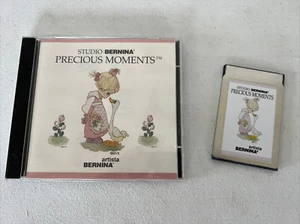 STUDIO BERNINA®
PRECIOUS MOMENTS™
artista
BERNINA®
STUDIO BERNINA®
PRECIOUS MOMENTS
artista
BERNINA®